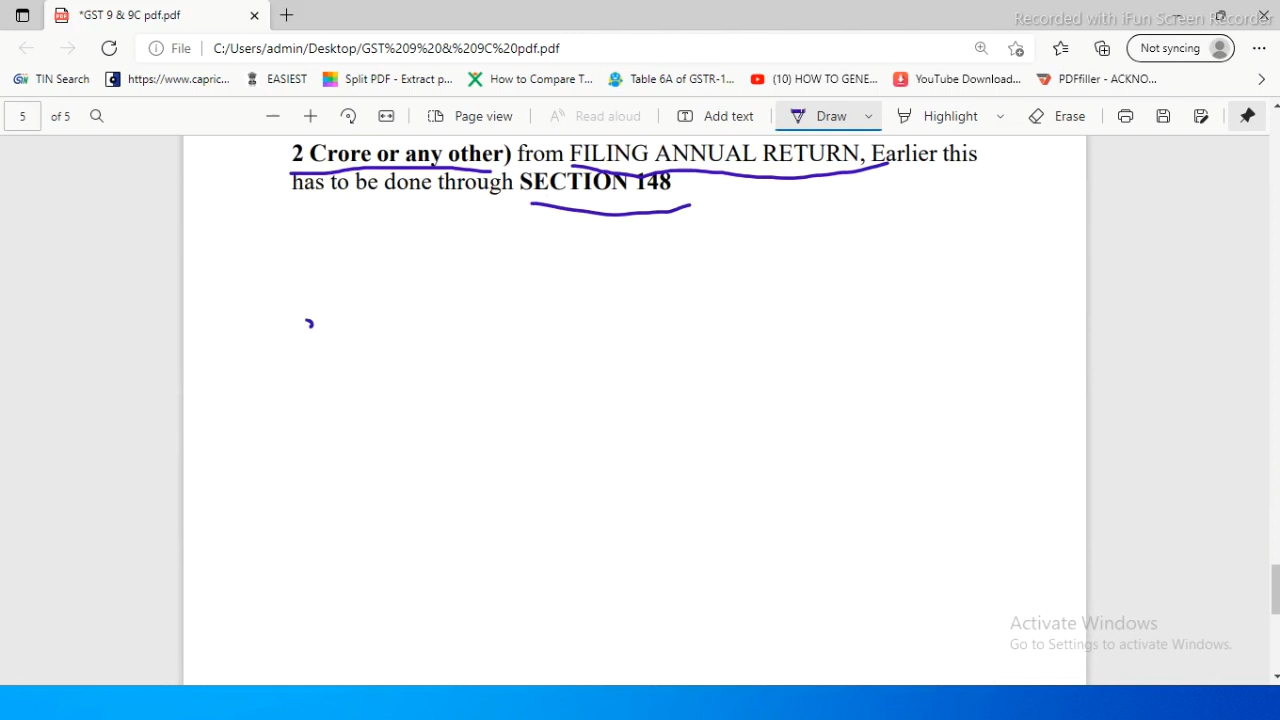 *GST 9 & 9C pdf.pdf
Recorded with iFun Screen Recorder
File C:/Users/admin/Desktop/GST%209%20&%209C%20pdf.pdf Not syncing
TIN Search https://www.capric... EASIEST Split PDF - Extract p... How to Compare T... Table 6A of GSTR-1... (10) HOW TO GENE... YouTube Download... PDFfiller - ACKNO...
5 of 5 Page view Read aloud Add text Draw Highlight Erase
2 Crore or any other) from FILING ANNUAL RETURN, Earlier this
has to be done through SECTION 148
Activate Windows
Go to Settings to activate Windows.